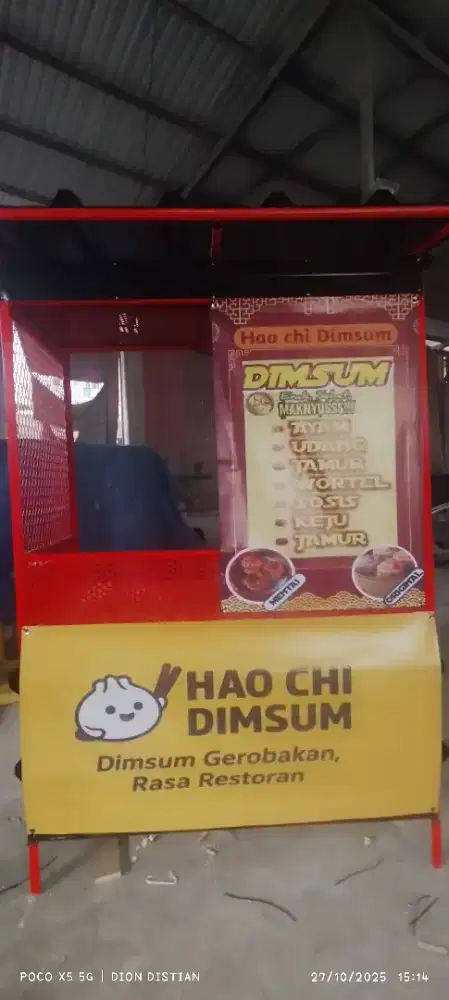 Hao chi Dimsum
DIMSUM
MAKNYUSSS!!!
AYAM
UDANG
JAMUR
WORTEL
SOSIS
KEJU
JAMUR
MENTAI
ORIGINAL
HAO CHI
DIMSUM
Dimsum Gerobakan,
Rasa Restoran
POCO X5 5G | DION DISTIAN
27/10/2025 15:14